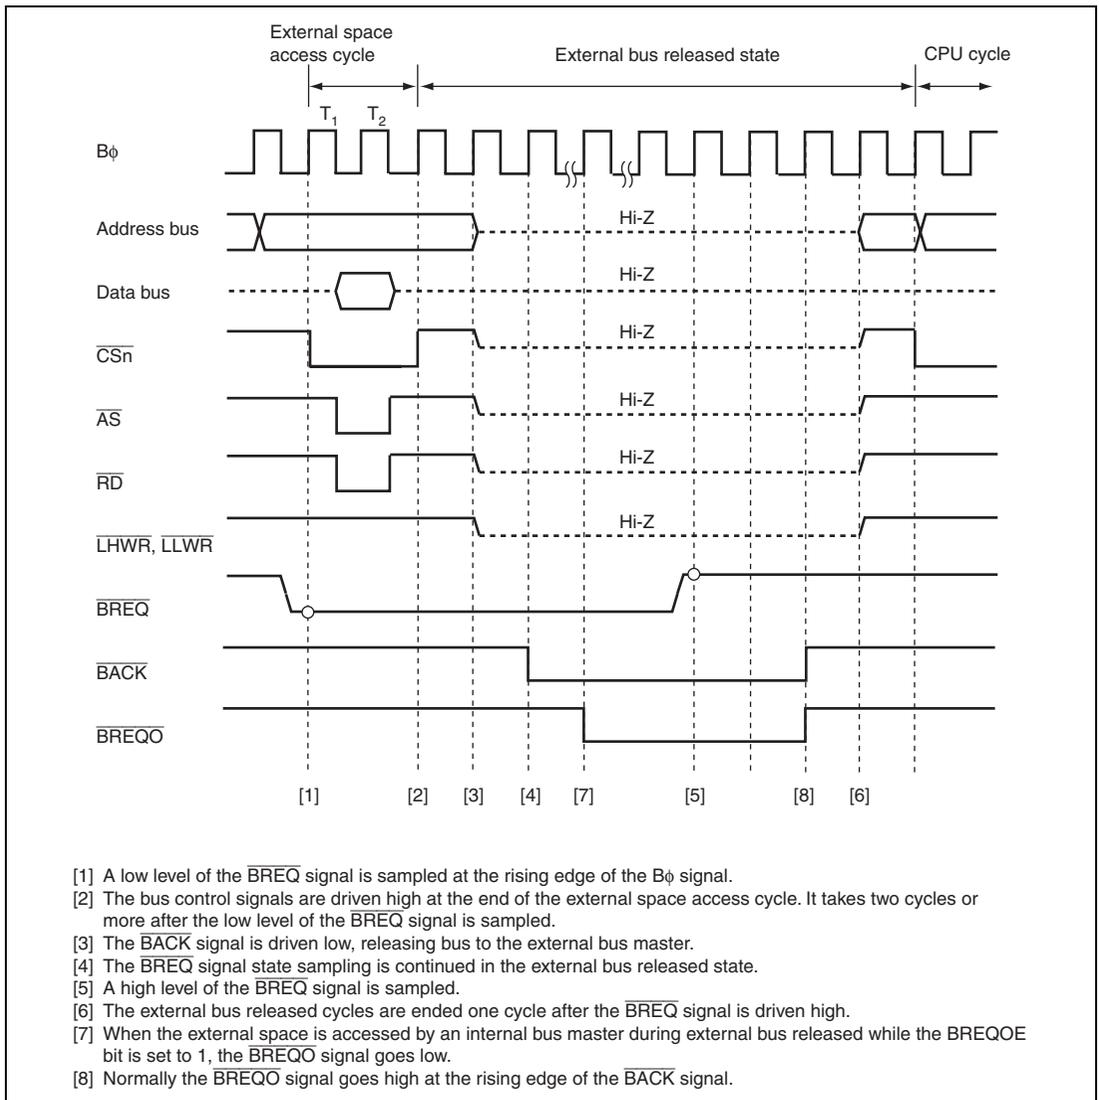 External space
access cycle
External bus released state
CPU cycle
T1 T2
Bφ
Address bus
Hi-Z
Data bus
Hi-Z
CSn
Hi-Z
AS
Hi-Z
RD
Hi-Z
LHWR, LLWR
Hi-Z
BREQ
BACK
BREQO
[1] [2] [3] [4] [7] [5] [8] [6]
[1] A low level of the BREQ signal is sampled at the rising edge of the Bφ signal.
[2] The bus control signals are driven high at the end of the external space access cycle. It takes two cycles or
more after the low level of the BREQ signal is sampled.
[3] The BACK signal is driven low, releasing bus to the external bus master.
[4] The BREQ signal state sampling is continued in the external bus released state.
[5] A high level of the BREQ signal is sampled.
[6] The external bus released cycles are ended one cycle after the BREQ signal is driven high.
[7] When the external space is accessed by an internal bus master during external bus released while the BREQOE
bit is set to 1, the BREQO signal goes low.
[8] Normally the BREQO signal goes high at the rising edge of the BACK signal.